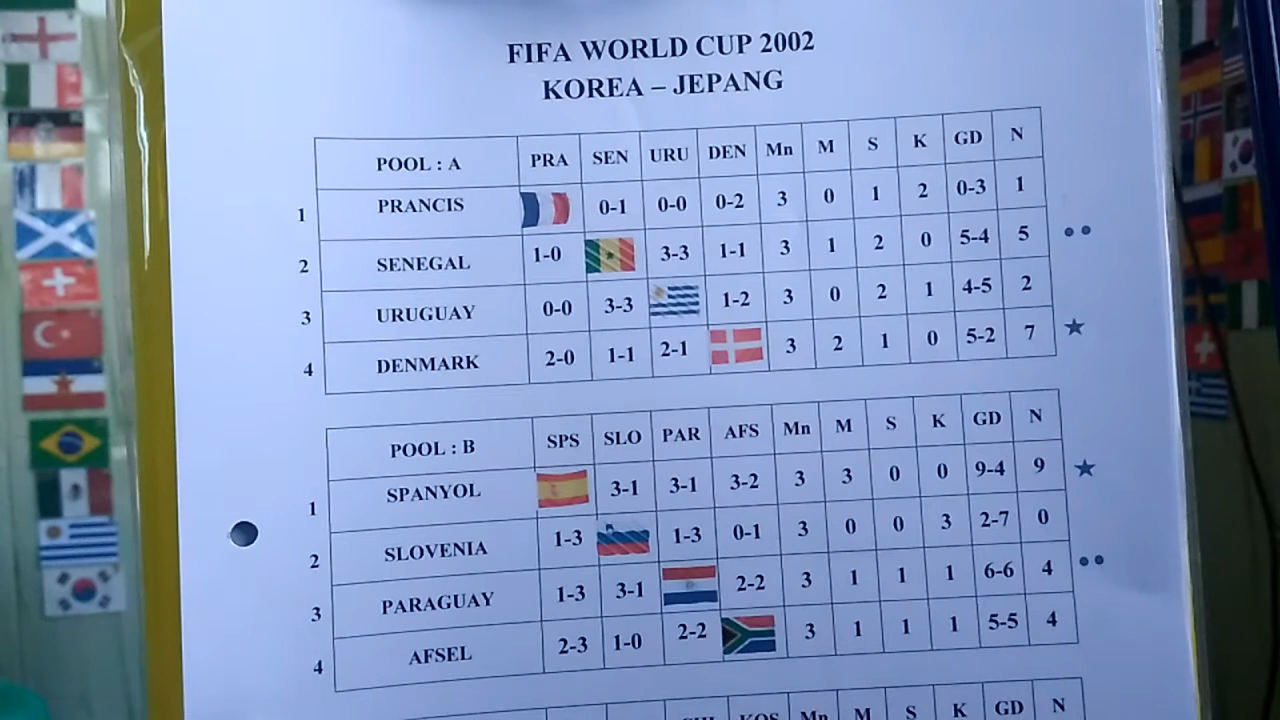 FIFA WORLD CUP 2002
KOREA – JEPANG
POOL : A PRA SEN URU DEN Mn M S K GD N
1 PRANCIS 0-1 0-0 0-2 3 0 1 2 0-3 1
2 SENEGAL 1-0 3-3 1-1 3 1 2 0 5-4 5
3 URUGUAY 0-0 3-3 1-2 3 0 2 1 4-5 2
4 DENMARK 2-0 1-1 2-1 3 2 1 0 5-2 7
POOL : B SPS SLO PAR AFS Mn M S K GD N
1 SPANYOL 3-1 3-1 3-2 3 3 0 0 9-4 9
2 SLOVENIA 1-3 1-3 0-1 3 0 0 3 2-7 0
3 PARAGUAY 1-3 3-1 2-2 3 1 1 1 6-6 4
4 AFSEL 2-3 1-0 2-2 3 1 1 1 5-5 4
KOS Mn M S K GD N